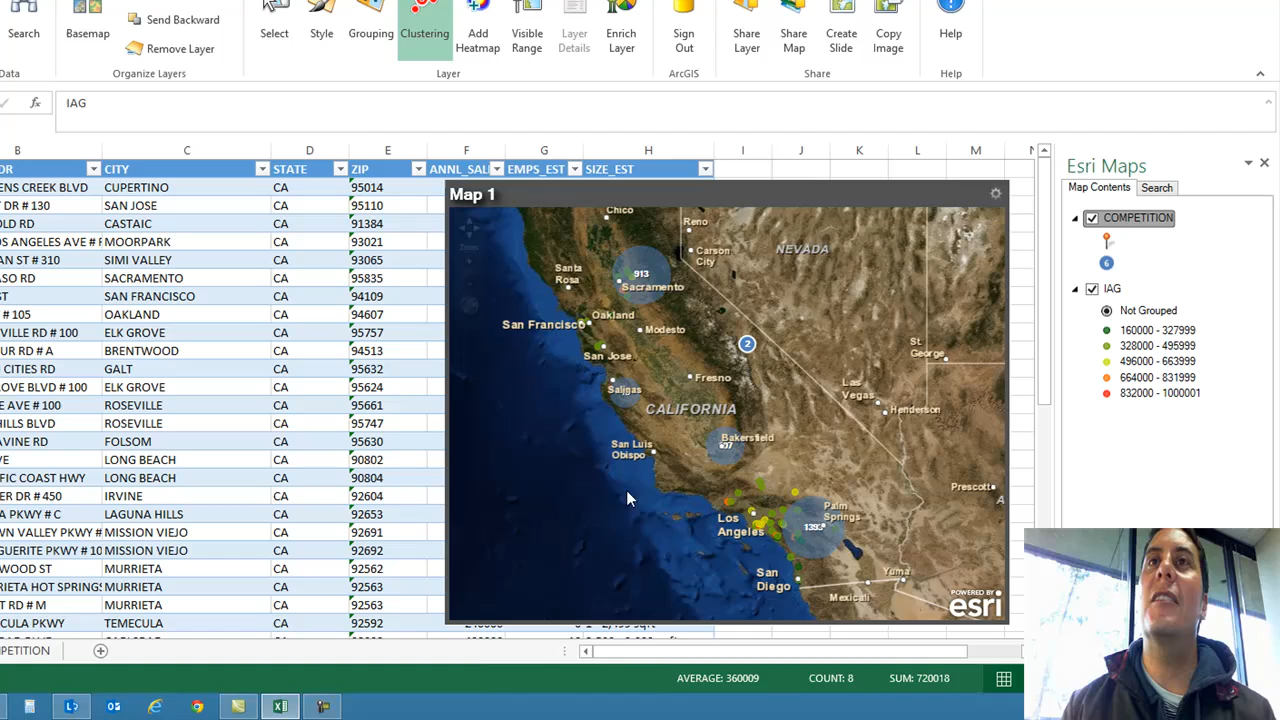 Search
Basemap
Send Backward
Remove Layer
Select
Style
Grouping
Clustering
Add Heatmap
Visible Range
Layer Details
Enrich Layer
Sign Out
Share Layer
Share Map
Create Slide
Copy Image
Help
Data
Organize Layers
Layer
ArcGIS
Share
Help
fx
IAG
B C D E F G H I J K L M N
DR CITY STATE ZIP ANNL_SAL EMPS_EST SIZE_EST
ENS CREEK BLVD CUPERTINO CA 95014
DR # 130 SAN JOSE CA 95110
OLD RD CASTAIC CA 91384
OS ANGELES AVE # F MOORPARK CA 93021
AN ST # 310 SIMI VALLEY CA 93065
ASO RD SACRAMENTO CA 95835
ST SAN FRANCISCO CA 94109
# 105 OAKLAND CA 94607
VILLE RD # 100 ELK GROVE CA 95757
UR RD # A BRENTWOOD CA 94513
CITIES RD GALT CA 95632
OVE BLVD # 100 ELK GROVE CA 95624
E AVE # 100 ROSEVILLE CA 95661
HILLS BLVD ROSEVILLE CA 95747
AVINE RD FOLSOM CA 95630
VE LONG BEACH CA 90802
FIC COAST HWY LONG BEACH CA 90804
ER DR # 450 IRVINE CA 92604
A PKWY # C LAGUNA HILLS CA 92653
WN VALLEY PKWY # MISSION VIEJO CA 92691
GUERITE PKWY # 10 MISSION VIEJO CA 92692
WOOD ST MURRIETA CA 92562
RIETA HOT SPRINGS MURRIETA CA 92563
T RD # M MURRIETA CA 92563
CULA PKWY TEMECULA CA 92592
Map 1
Chico
Reno
Carson City
NEVADA
Santa Rosa
913
Sacramento
Oakland
San Francisco
Modesto
2
San Jose
St. George
Fresno
Salinas
Las Vegas
Henderson
CALIFORNIA
Bakersfield
San Luis Obispo
Prescott
A
Palm Springs
Los Angeles
San Diego
Yuma
Mexicali
POWERED BY
esri
Esri Maps
Map Contents Search
COMPETITION
6
IAG
Not Grouped
160000 - 327999
328000 - 495999
496000 - 663999
664000 - 831999
832000 - 1000001
PETITION
AVERAGE: 360009 COUNT: 8 SUM: 720018